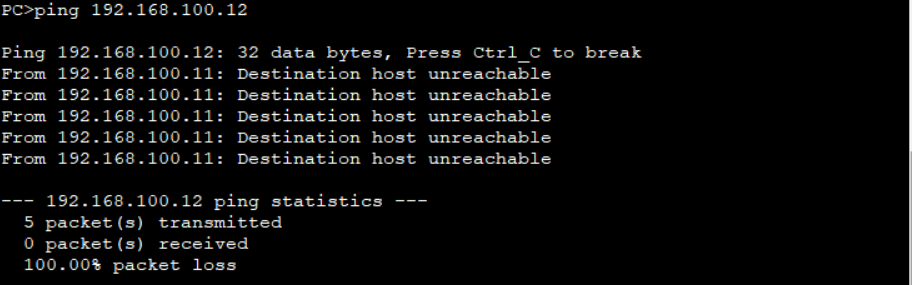 PC>ping 192.168.100.12
Ping 192.168.100.12: 32 data bytes, Press Ctrl_C to break
From 192.168.100.11: Destination host unreachable
From 192.168.100.11: Destination host unreachable
From 192.168.100.11: Destination host unreachable
From 192.168.100.11: Destination host unreachable
From 192.168.100.11: Destination host unreachable
--- 192.168.100.12 ping statistics ---
5 packet(s) transmitted
0 packet(s) received
100.00% packet loss